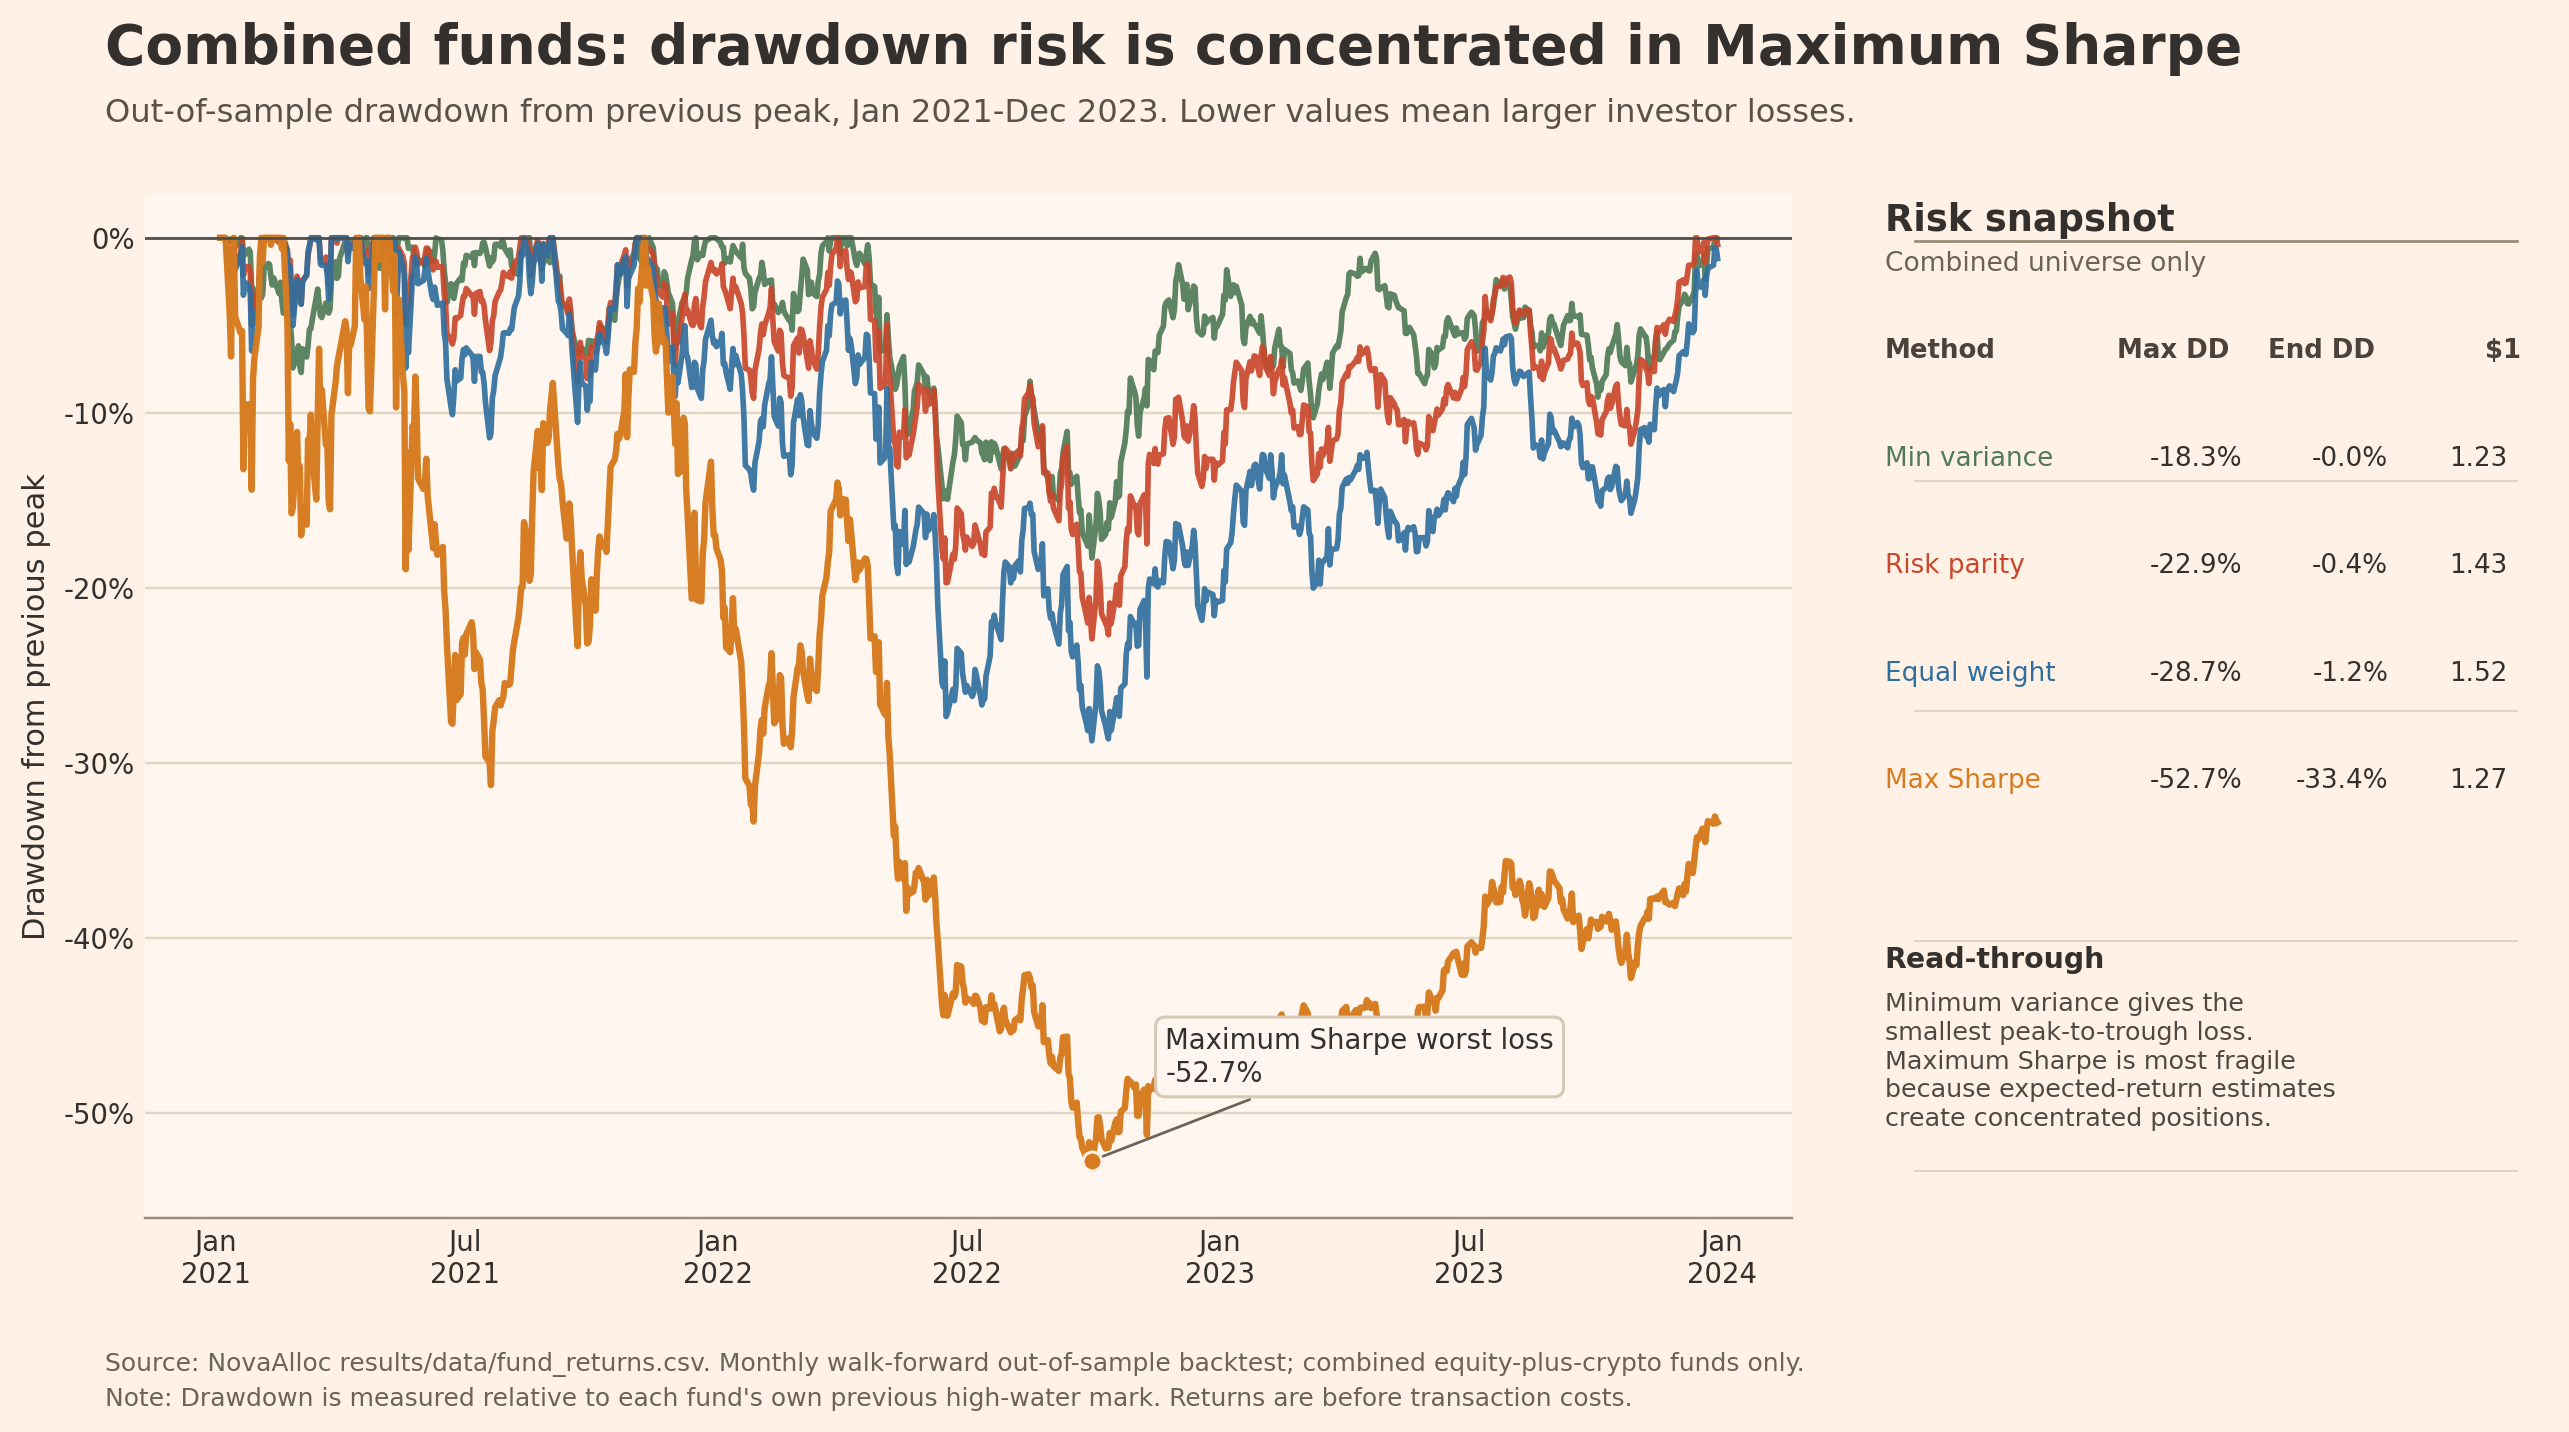 Combined funds: drawdown risk is concentrated in Maximum Sharpe
Out-of-sample drawdown from previous peak, Jan 2021-Dec 2023. Lower values mean larger investor losses.
Drawdown from previous peak
0%
-10%
-20%
-30%
-40%
-50%
Maximum Sharpe worst loss
-52.7%
Jan 2021
Jul 2021
Jan 2022
Jul 2022
Jan 2023
Jul 2023
Jan 2024
Risk snapshot
Combined universe only
Method Max DD End DD $1
Min variance -18.3% -0.0% 1.23
Risk parity -22.9% -0.4% 1.43
Equal weight -28.7% -1.2% 1.52
Max Sharpe -52.7% -33.4% 1.27
Read-through
Minimum variance gives the
smallest peak-to-trough loss.
Maximum Sharpe is most fragile
because expected-return estimates
create concentrated positions.
Source: NovaAlloc results/data/fund_returns.csv. Monthly walk-forward out-of-sample backtest; combined equity-plus-crypto funds only.
Note: Drawdown is measured relative to each fund's own previous high-water mark. Returns are before transaction costs.